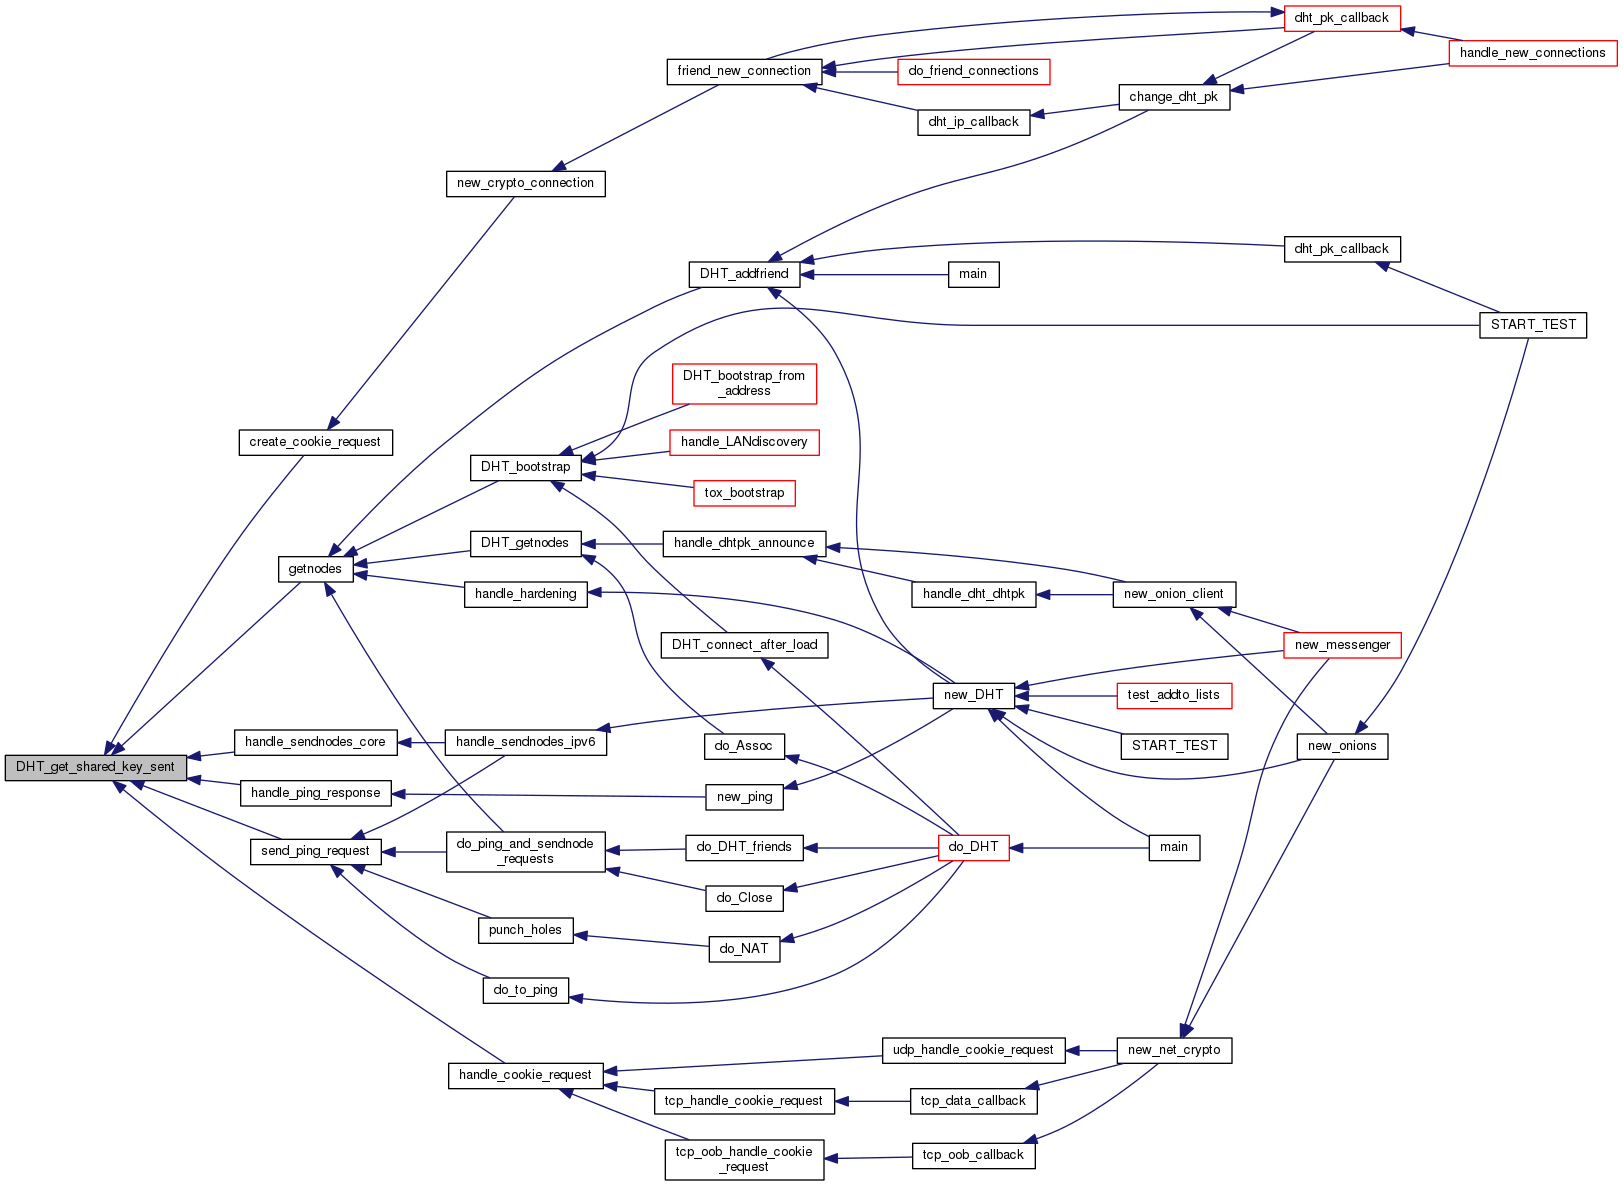 dht_pk_callback
handle_new_connections
friend_new_connection
do_friend_connections
change_dht_pk
dht_ip_callback
new_crypto_connection
dht_pk_callback
DHT_addfriend
main
START_TEST
DHT_bootstrap_from
_address
create_cookie_request
handle_LANdiscovery
DHT_bootstrap
tox_bootstrap
DHT_getnodes
handle_dhtpk_announce
getnodes
handle_hardening
handle_dht_dhtpk
new_onion_client
DHT_connect_after_load
new_messenger
new_DHT
test_addto_lists
handle_sendnodes_core
handle_sendnodes_ipv6
do_Assoc
START_TEST
new_onions
DHT_get_shared_key_sent
handle_ping_response
new_ping
send_ping_request
do_ping_and_sendnode
_requests
do_DHT_friends
do_DHT
main
do_Close
punch_holes
do_NAT
do_to_ping
udp_handle_cookie_request
new_net_crypto
handle_cookie_request
tcp_handle_cookie_request
tcp_data_callback
tcp_oob_handle_cookie
_request
tcp_oob_callback